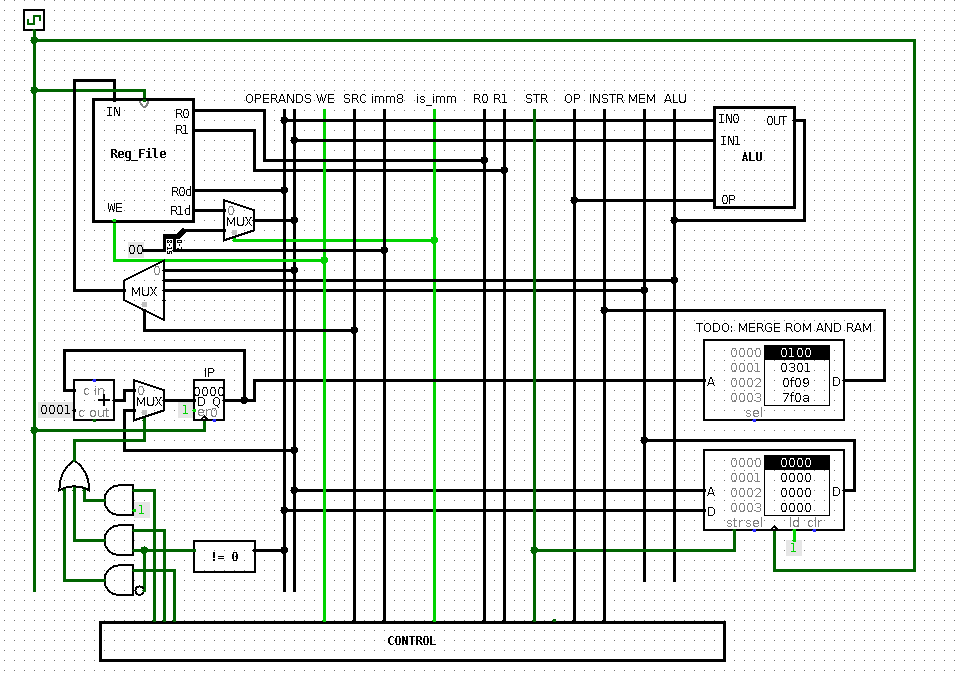 OPERANDS WE SRC imm8 is_imm R0 R1 STR OP INSTR MEM ALU
IN
R0
R1
Reg_File
R0d
R1d
WE
IN0
OUT
IN1
ALU
OP
0
MUX
00
0
MUX
TODO: MERGE ROM AND RAM
0000 0100
0001 0301
0002 0f09
0003 7f0a
A
D
sel
IP
c in
+
c out
0001
0
MUX
0000
D Q
1
0000 0000
0001 0000
0002 0000
0003 0000
A
D
D
str sel ld clr
1
1
!= 0
CONTROL